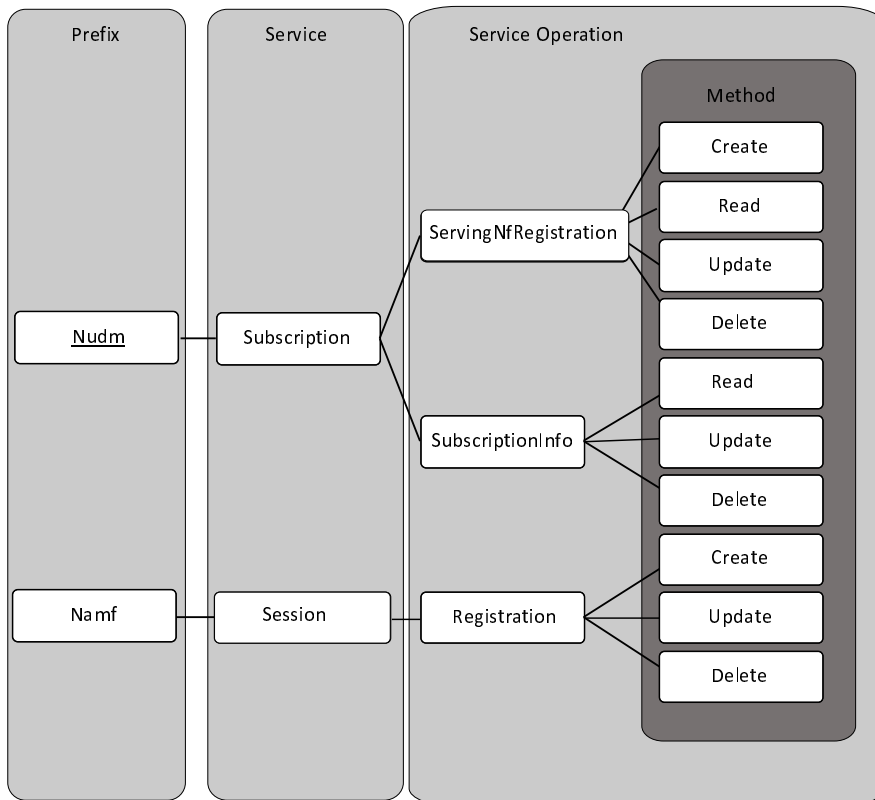 Prefix
Service
Service Operation
Method
Create
Read
ServingNfRegistration
Update
Delete
Nudm
Subscription
Read
SubscriptionInfo
Update
Delete
Create
Namf
Session
Registration
Update
Delete